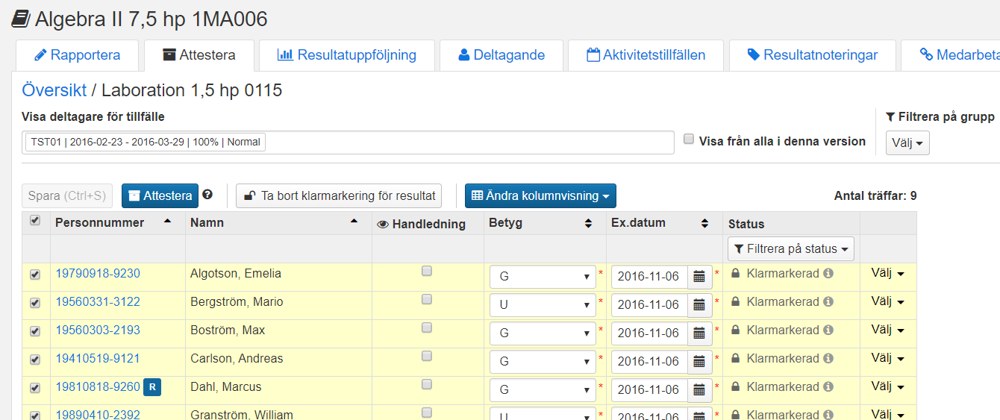 Algebra II 7,5 hp 1MA006
Rapportera Attestera Resultatuppföljning Deltagande Aktivitetstillfällen Resultatnoteringar Medarbeta
Översikt / Laboration 1,5 hp 0115
Visa deltagare för tillfälle
Filtrera på grupp
TST01 | 2016-02-23 - 2016-03-29 | 100% | Normal
Visa från alla i denna version
Välj
Spara (Ctrl+S) Attestera ? Ta bort klarmarkering för resultat Ändra kolumnvisning Antal träffar: 9
Personnummer Namn Handledning Betyg Ex.datum Status
Filtrera på status
19790918-9230 Algotson, Emelia G * 2016-11-06 * Klarmarkerad Välj
19560331-3122 Bergström, Mario U * 2016-11-06 * Klarmarkerad Välj
19560303-2193 Boström, Max G * 2016-11-06 * Klarmarkerad Välj
19410519-9121 Carlson, Andreas G * 2016-11-06 * Klarmarkerad Välj
19810818-9260 R Dahl, Marcus G * 2016-11-06 * Klarmarkerad Välj
19890410-2392 Granström, William U * 2016-11-06 * Klarmarkerad Välj